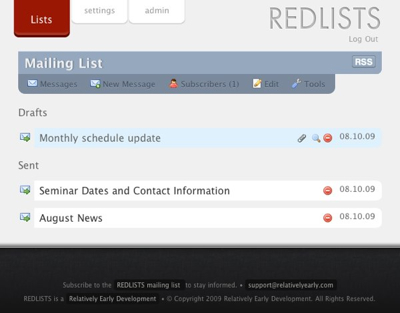 Lists settings admin
REDLISTS
Log Out
Mailing List RSS
Messages New Message Subscribers (1) Edit Tools
Drafts
Monthly schedule update 08.10.09
Sent
Seminar Dates and Contact Information 08.10.09
August News 08.10.09
Subscribe to the REDLISTS mailing list to stay informed. • support@relativelyearly.com
REDLISTS is a Relatively Early Development • © Copyright 2009 Relatively Early Development. All Rights Reserved.